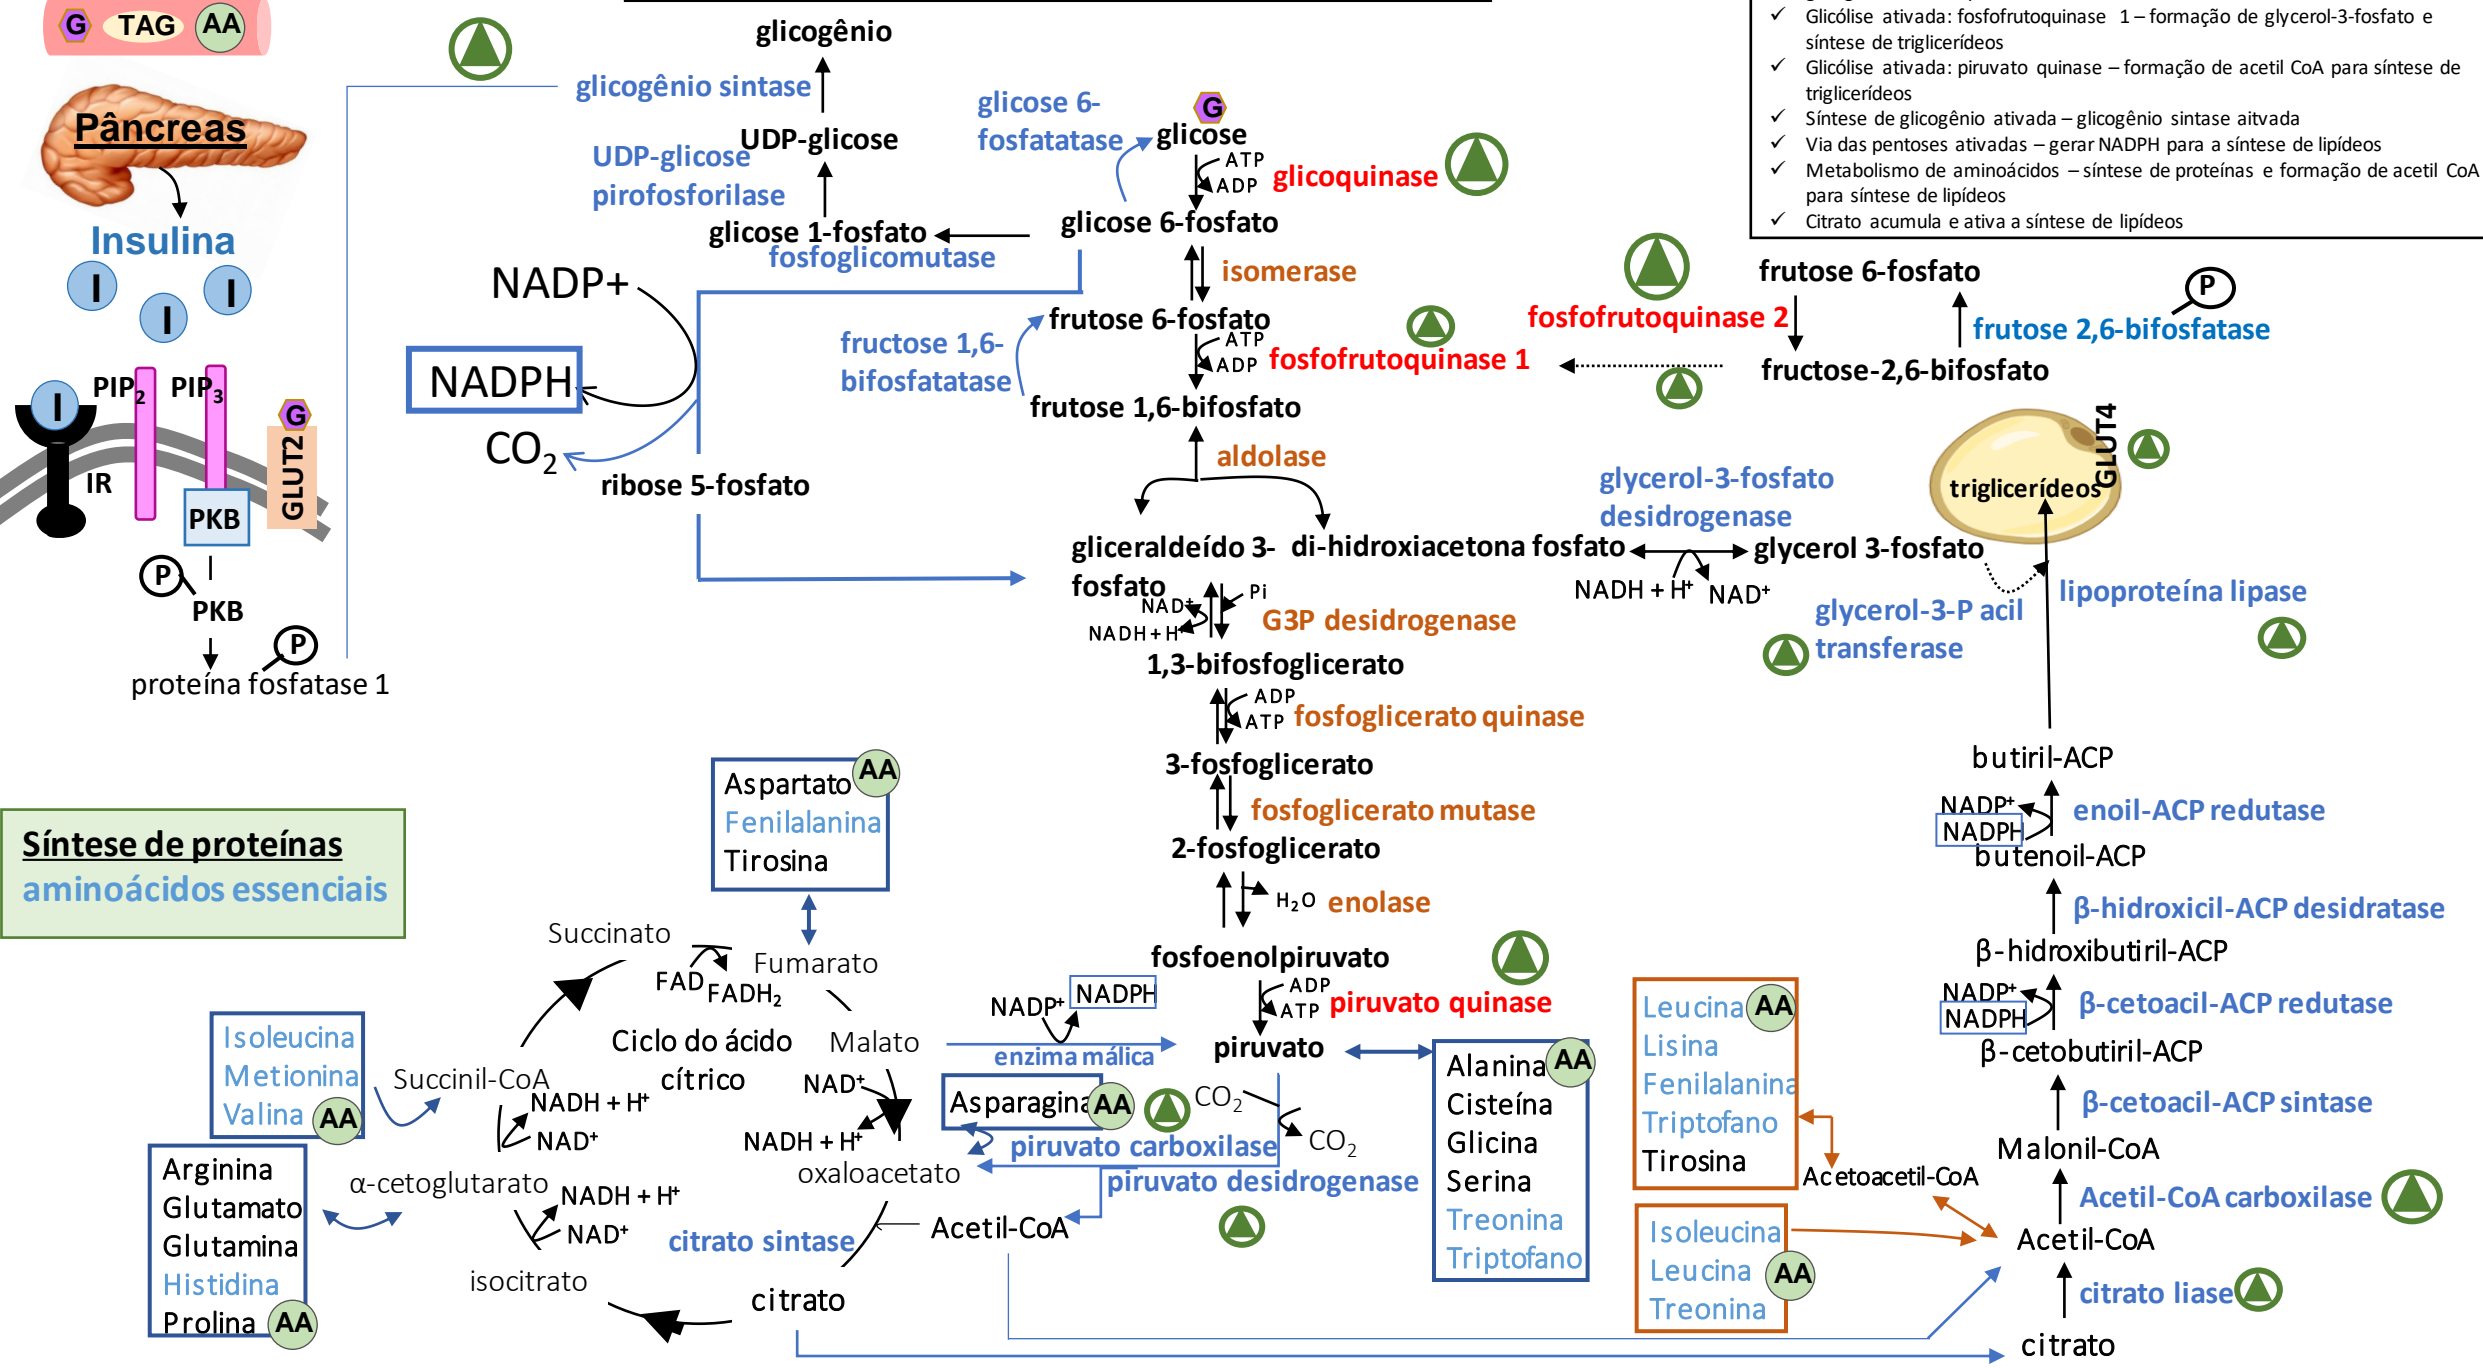 G TAG AA
Pâncreas
Insulina
I
I
I
I
PIP2
PIP3
G
GLUT2
IR
PKB
P
PKB
P
proteína fosfatase 1
Síntese de proteínas
aminoácidos essenciais
glicogênio
glicogênio sintase
UDP-glicose
UDP-glicose
pirofosforilase
glicose 1-fosfato
fosfoglicomutase
glicose 6-
fosfatatase
G
glicose
ATP
ADP
glicoquinase
glicose 6-fosfato
isomerase
NADP+
NADPH
CO2
ribose 5-fosfato
fructose 1,6-
bifosfatatase
frutose 6-fosfato
ATP
ADP
fosfofrutoquinase 1
frutose 1,6-bifosfato
aldolase
Glicólise ativada: fosfofrutoquinase 1 – formação de glycerol-3-fosfato e
síntese de triglicerídeos
Glicólise ativada: piruvato quinase – formação de acetil CoA para síntese de
triglicerídeos
Síntese de glicogênio ativada – glicogênio sintase aitvada
Via das pentoses ativadas – gerar NADPH para a síntese de lipídeos
Metabolismo de aminoácidos – síntese de proteínas e formação de acetil CoA
para síntese de lipídeos
Citrato acumula e ativa a síntese de lipídeos
frutose 6-fosfato
P
fosfofrutoquinase 2
frutose 2,6-bifosfatase
fructose-2,6-bifosfato
GLUT4
triglicerídeos
glycerol-3-fosfato
desidrogenase
gliceraldeído 3-
fosfato
di-hidroxiacetona fosfato
glycerol 3-fosfato
NADH + H+
NAD+
glycerol-3-P acil
transferase
lipoproteína lipase
NAD+
NADH + H+
Pi
G3P desidrogenase
1,3-bifosfoglicerato
ADP
ATP
fosfoglicerato quinase
3-fosfoglicerato
fosfoglicerato mutase
2-fosfoglicerato
H2O
enolase
fosfoenolpiruvato
ADP
ATP
piruvato quinase
piruvato
Aspartato AA
Fenilalanina
Tirosina
Succinato
FAD
FADH2
Fumarato
Ciclo do ácido
cítrico
Malato
NADP+
NADPH
enzima málica
NAD+
NADH + H+
Asparagina AA
CO2
CO2
piruvato carboxilase
oxaloacetato
piruvato desidrogenase
Acetil-CoA
citrato sintase
citrato
isocitrato
Isoleucina
Metionina
Valina AA
Succinil-CoA
NADH + H+
NAD+
Arginina
Glutamato
Glutamina
Histidina
Prolina AA
α-cetoglutarato
NADH + H+
NAD+
Alanina AA
Cisteína
Glicina
Serina
Treonina
Triptofano
Leucina AA
Lisina
Fenilalanina
Triptofano
Tirosina
Acetoacetil-CoA
Isoleucina
Leucina AA
Treonina
butiril-ACP
NADP+
NADPH
enoil-ACP redutase
butenoil-ACP
β-hidroxicil-ACP desidratase
β-hidroxibutiril-ACP
NADP+
NADPH
β-cetoacil-ACP redutase
β-cetobutiril-ACP
β-cetoacil-ACP sintase
Malonil-CoA
Acetil-CoA carboxilase
Acetil-CoA
citrato liase
citrato